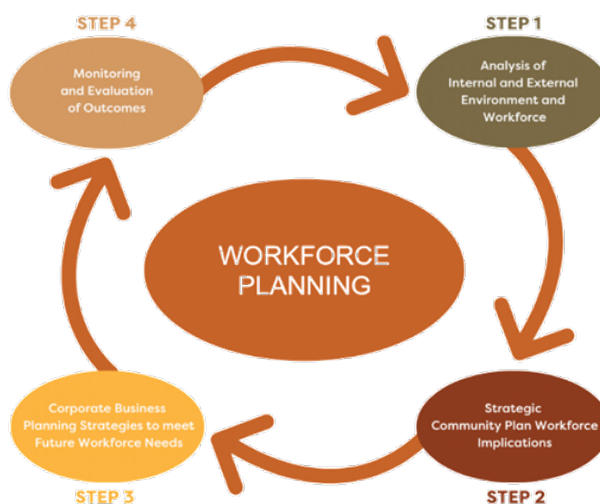 STEP 4
Monitoring
and Evaluation
of Outcomes
STEP 1
Analysis of
Internal and External
Environment and
Workforce
WORKFORCE
PLANNING
Corporate Business
Planning Strategies to meet
Future Workforce Needs
STEP 3
Strategic
Community Plan Workforce
Implications
STEP 2